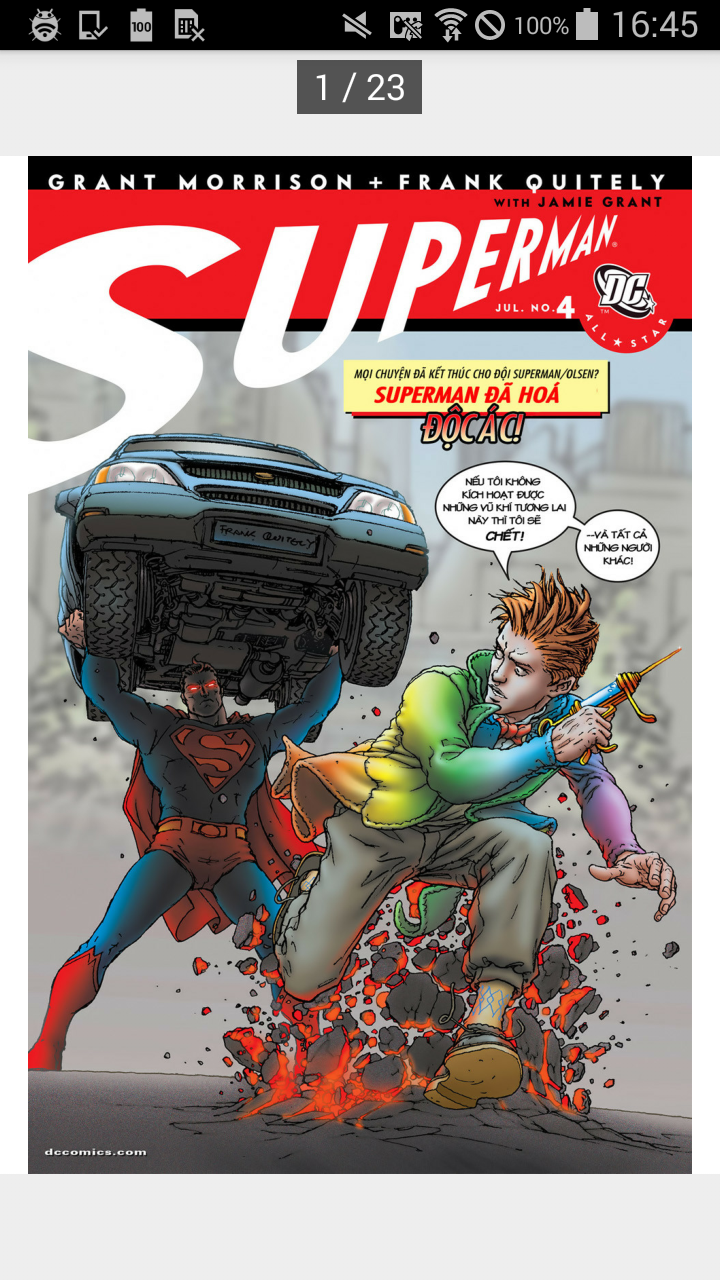 100
100% 16:45
1 / 23
GRANT MORRISON + FRANK QUITELY
WITH JAMIE GRANT
SUPERMAN
JUL. NO.4
DC
TM
ALL ★ STAR
MỌI CHUYỆN ĐÃ KẾT THÚC CHO ĐỘI SUPERMAN/OLSEN?
SUPERMAN ĐÃ HOÁ
ĐỘC ÁC!
NẾU TÔI KHÔNG
KÍCH HOẠT ĐƯỢC
NHỮNG VŨ KHÍ TƯƠNG LAI
NÀY THÌ TÔI SẼ
CHẾT!
--VÀ TẤT CẢ
NHỮNG NGƯỜI
KHÁC!
FRANK QUITELY
S
dccomics.com